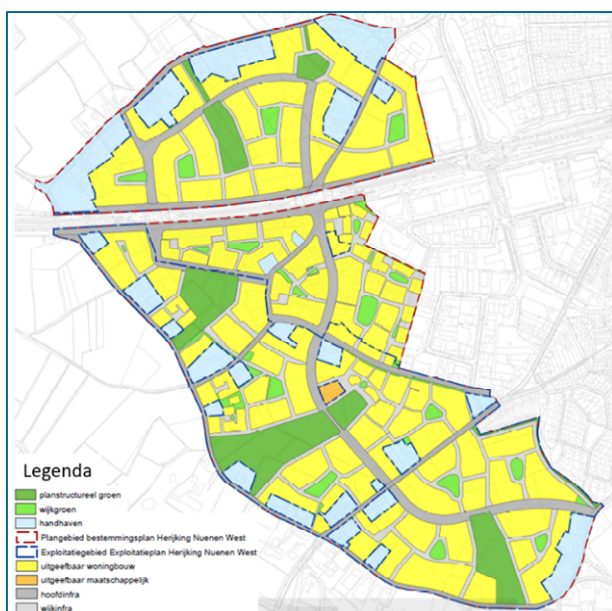 Legenda
planstructureel groen
wijkgroen
handhaven
Plangebied bestemmingsplan Herijking Nuenen West
Exploitatiegebied Exploitatieplan Herijking Nuenen West
uitgeefbaar woningbouw
uitgeefbaar maatschappelijk
hoofdinfra
wijkinfra